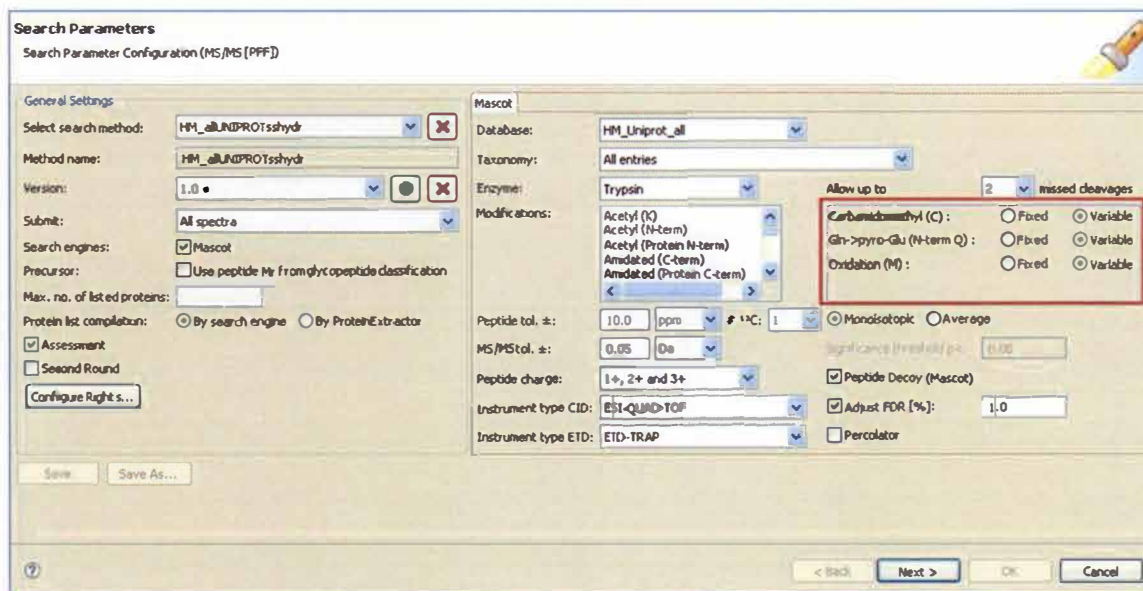 Search Parameters
Search Parameter Configuration (MS/MS [PFF])
General Settings
Select search method: HM_allUNIPROTsshydr
Method name: HM_allUNIPROTsshydr
Version: 1.0
Submit: All spectra
Search engines: Mascot
Precursor: Use peptide Mr from glycopeptide classification
Max. no. of listed proteins:
Protein list compilation: By search engine By ProteinExtractor
Assessment
Second Round
Configure Rights...
Save Save As...
Mascot
Database: HM_Uniprot_all
Taxonomy: All entries
Enzyme: Trypsin Allow up to 2 missed cleavages
Modifications:
Acetyl (K)
Acetyl (N-term)
Acetyl (Protein N-term)
Amidated (C-term)
Amidated (Protein C-term)
Carbamidomethyl (C) : Fixed Variable
Gln->pyro-Glu (N-term Q) : Fixed Variable
Oxidation (M) : Fixed Variable
Peptide tol. ±: 10.0 ppm # ¹³C: 1 Monoisotopic Average
MS/MS tol. ±: 0.05 Da Significance threshold p<:
Peptide charge: 1+, 2+ and 3+ Peptide Decoy (Mascot)
Instrument type CID: ESI-QUAD-TOF Adjust FDR [%]: 1.0
Instrument type ETD: ETD-TRAP Percolator
< Back Next > OK Cancel